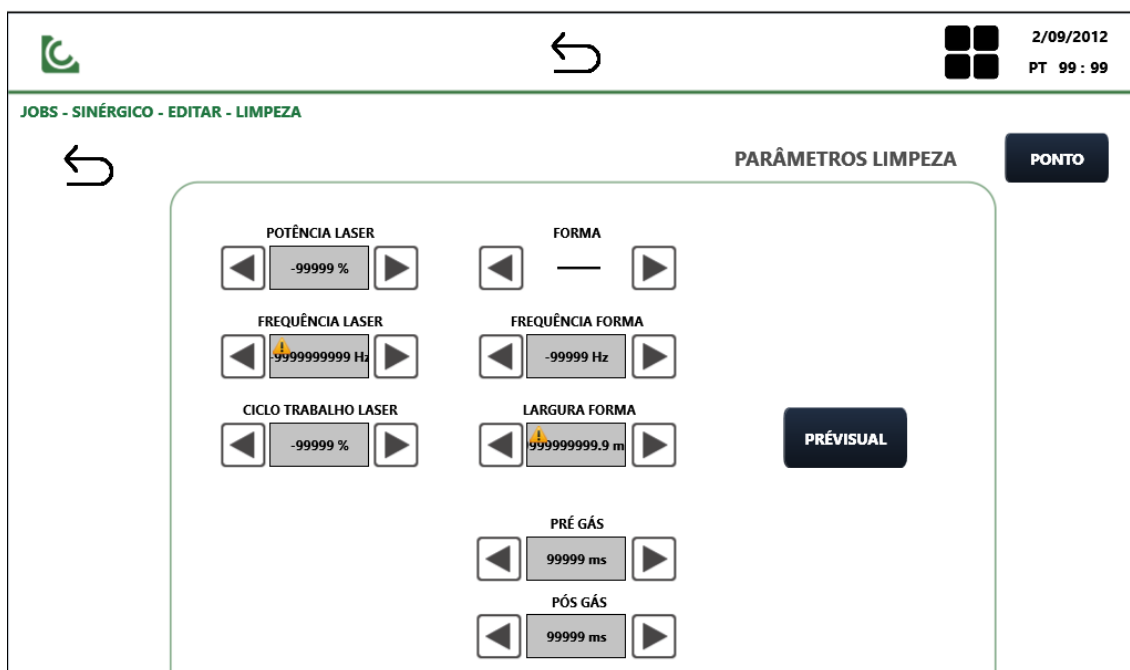 2/09/2012
PT 99 : 99
JOBS - SINÉRGICO - EDITAR - LIMPEZA
PARÂMETROS LIMPEZA
PONTO
POTÊNCIA LASER
FORMA
-99999 %
FREQUÊNCIA LASER
FREQUÊNCIA FORMA
-9999999999 Hz
-99999 Hz
CICLO TRABALHO LASER
LARGURA FORMA
-99999 %
999999999.9 m
PRÉVISUAL
PRÉ GÁS
99999 ms
PÓS GÁS
99999 ms